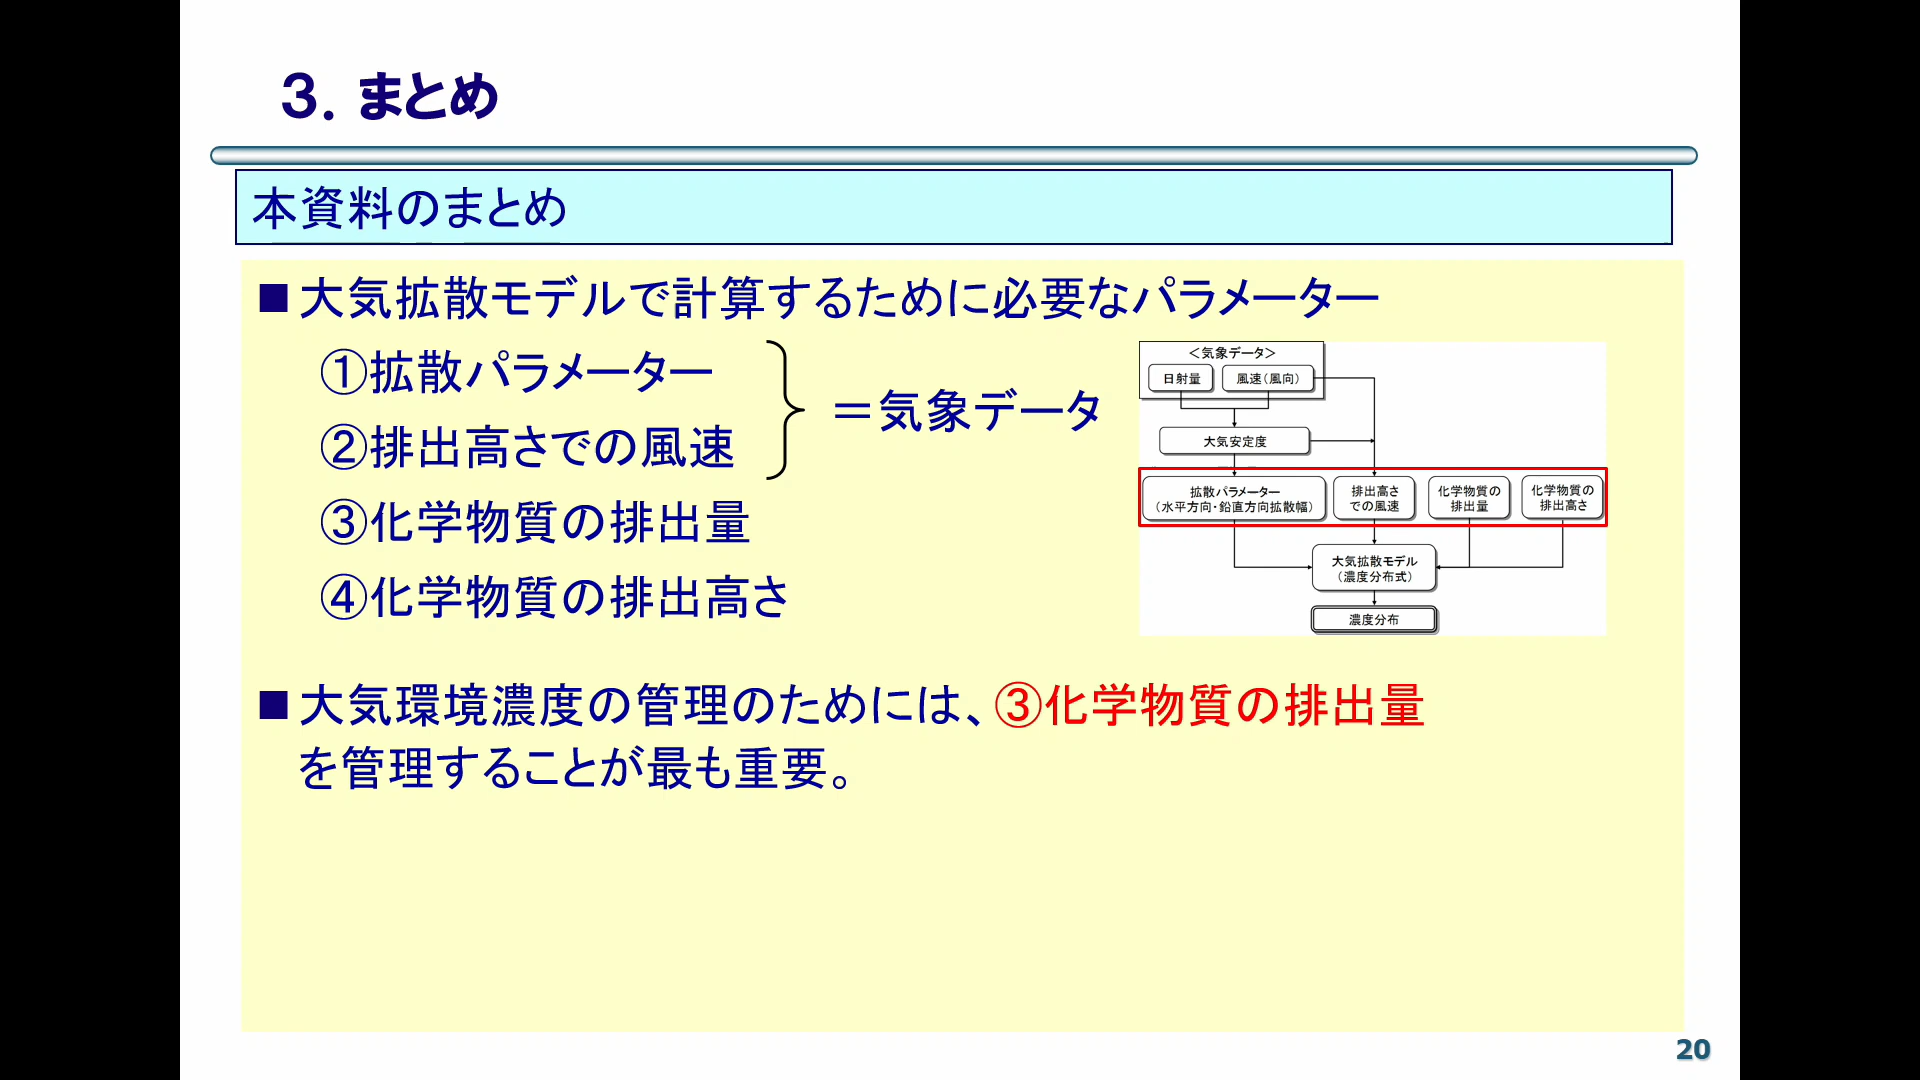 ３．まとめ
本資料のまとめ
■大気拡散モデルで計算するために必要なパラメーター
①拡散パラメーター
②排出高さでの風速
＝気象データ
③化学物質の排出量
④化学物質の排出高さ
＜気象データ＞
日射量
風速（風向）
大気安定度
拡散パラメーター
（水平方向・鉛直方向拡散幅）
排出高さ
での風速
化学物質の
排出量
化学物質の
排出高さ
大気拡散モデル
（濃度分布式）
濃度分布
■大気環境濃度の管理のためには、③化学物質の排出量
を管理することが最も重要。
20